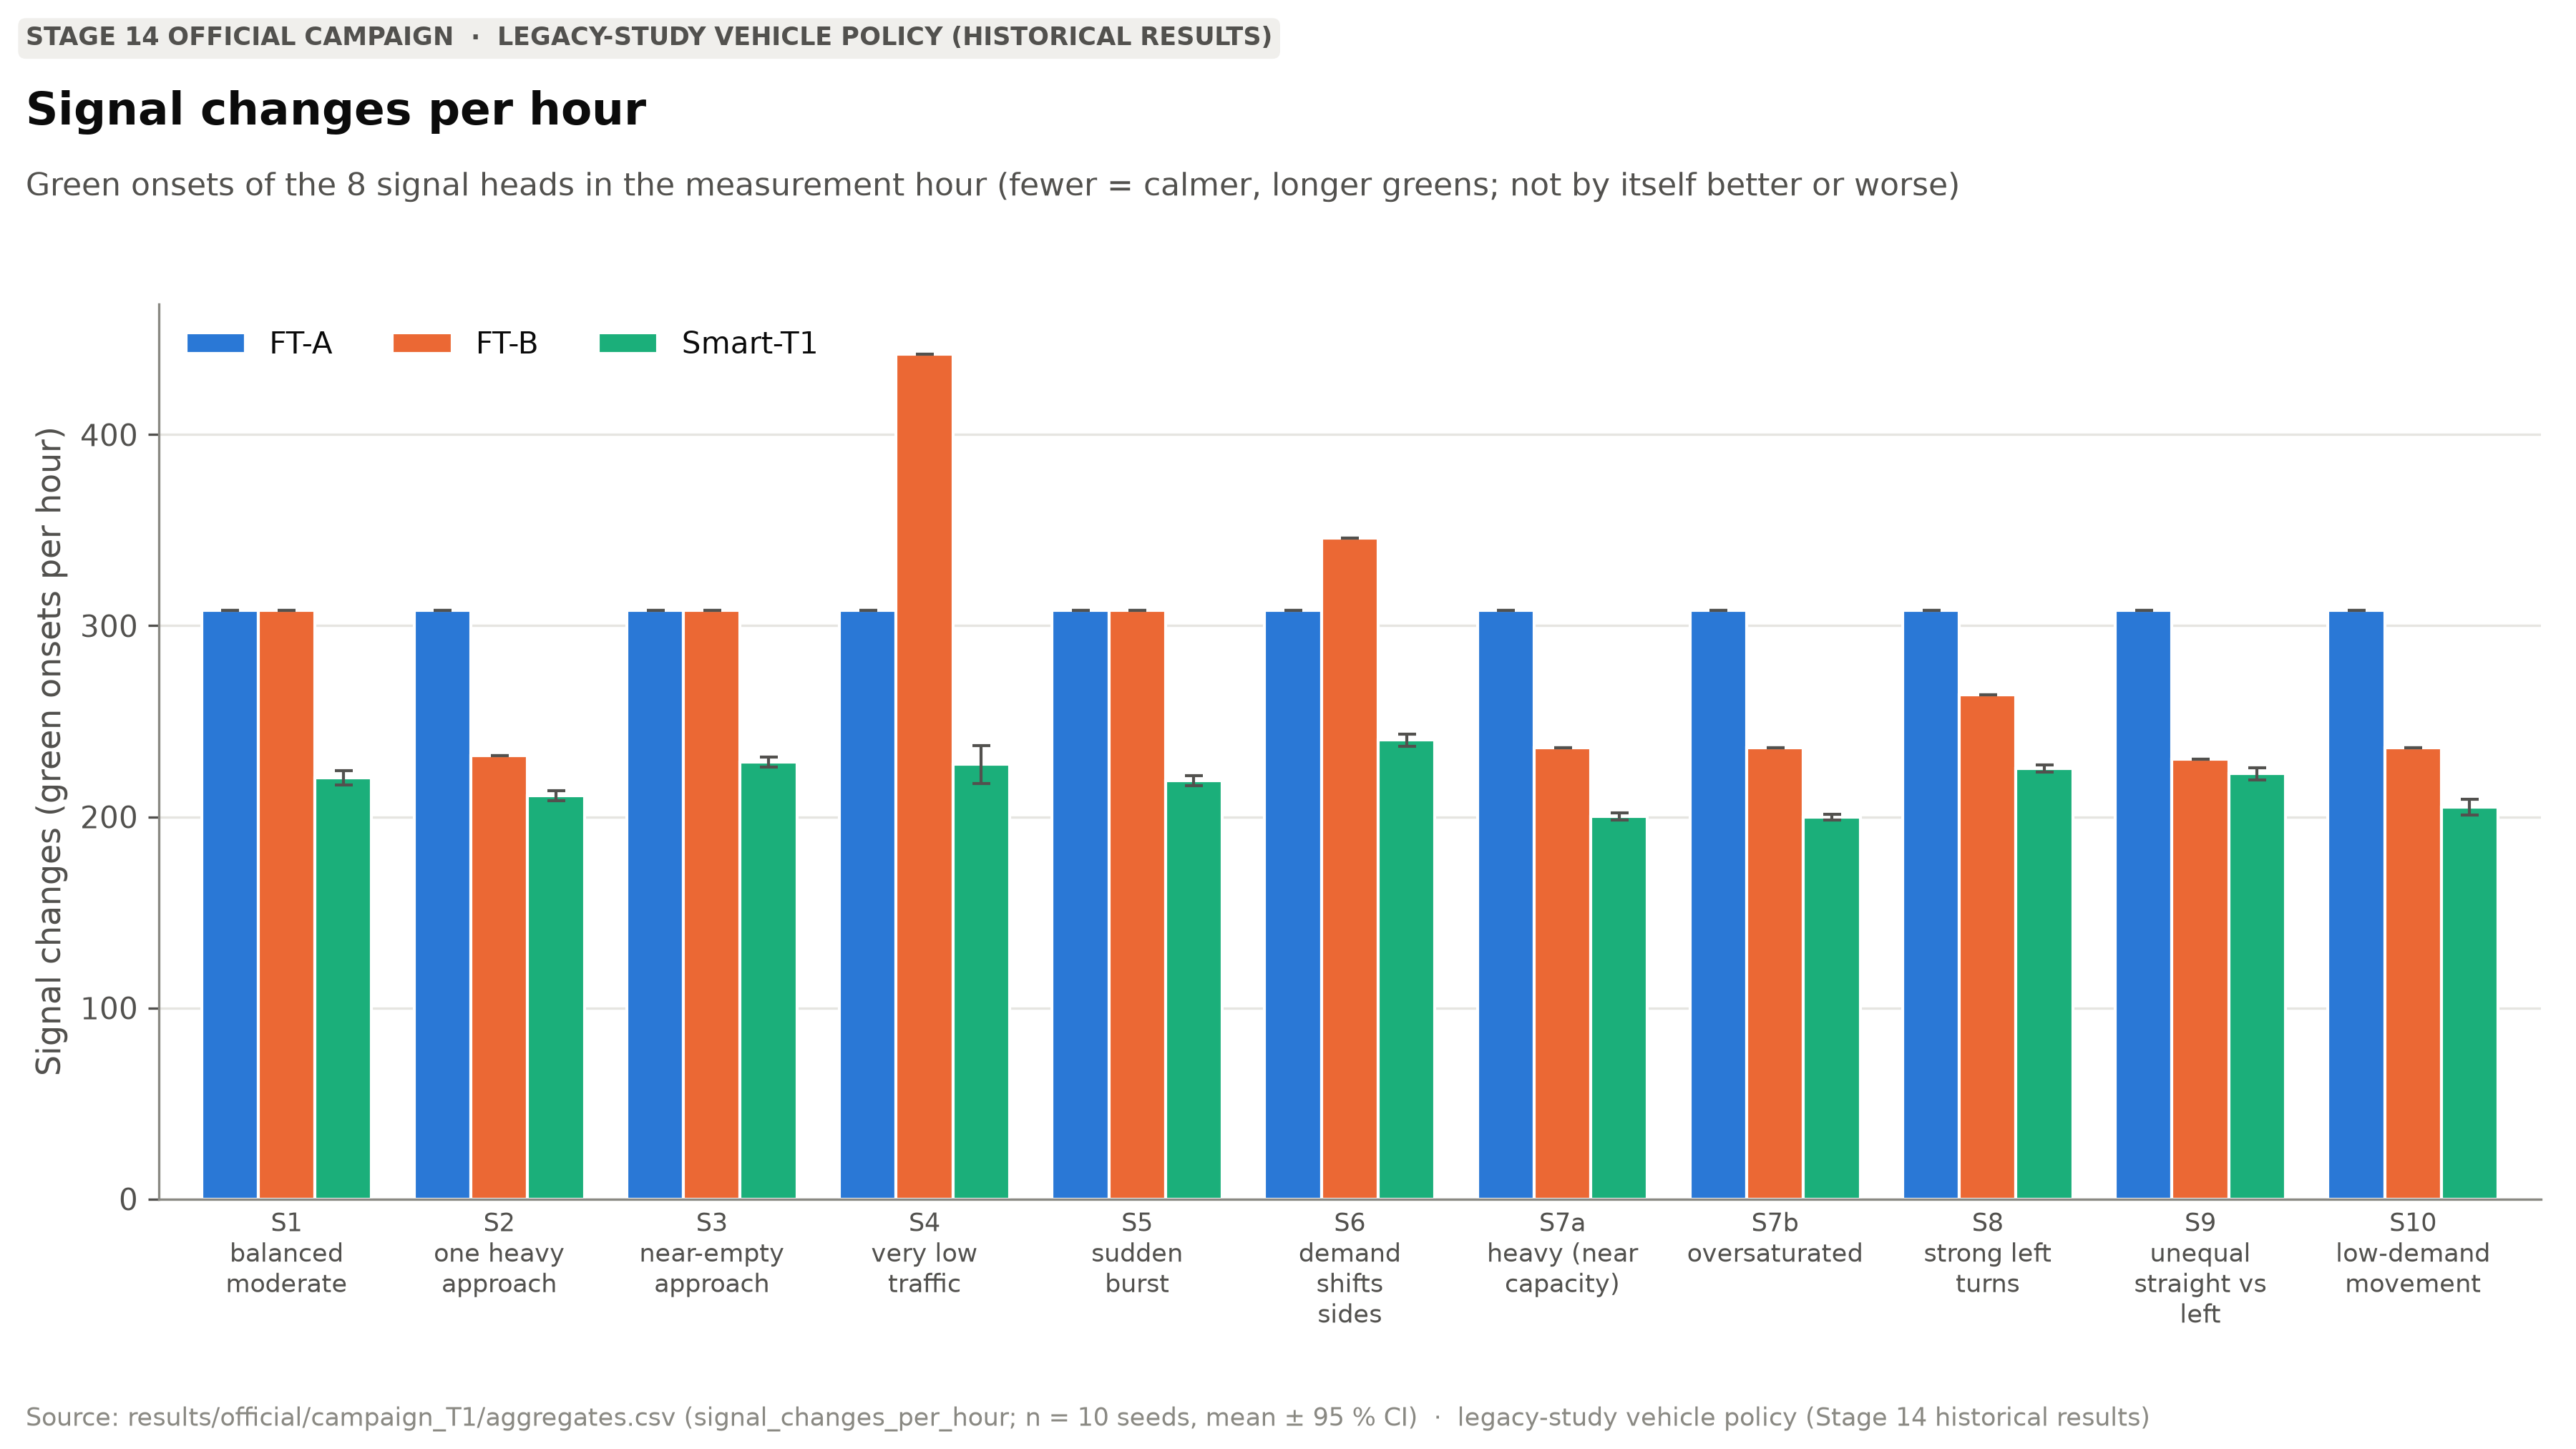 STAGE 14 OFFICIAL CAMPAIGN · LEGACY-STUDY VEHICLE POLICY (HISTORICAL RESULTS)
Signal changes per hour
Green onsets of the 8 signal heads in the measurement hour (fewer = calmer, longer greens; not by itself better or worse)
FT-A
FT-B
Smart-T1
Signal changes (green onsets per hour)
400
300
200
100
0
S1
balanced
moderate
S2
one heavy
approach
S3
near-empty
approach
S4
very low
traffic
S5
sudden
burst
S6
demand
shifts
sides
S7a
heavy (near
capacity)
S7b
oversaturated
S8
strong left
turns
S9
unequal
straight vs
left
S10
low-demand
movement
Source: results/official/campaign_T1/aggregates.csv (signal_changes_per_hour; n = 10 seeds, mean ± 95 % CI) · legacy-study vehicle policy (Stage 14 historical results)